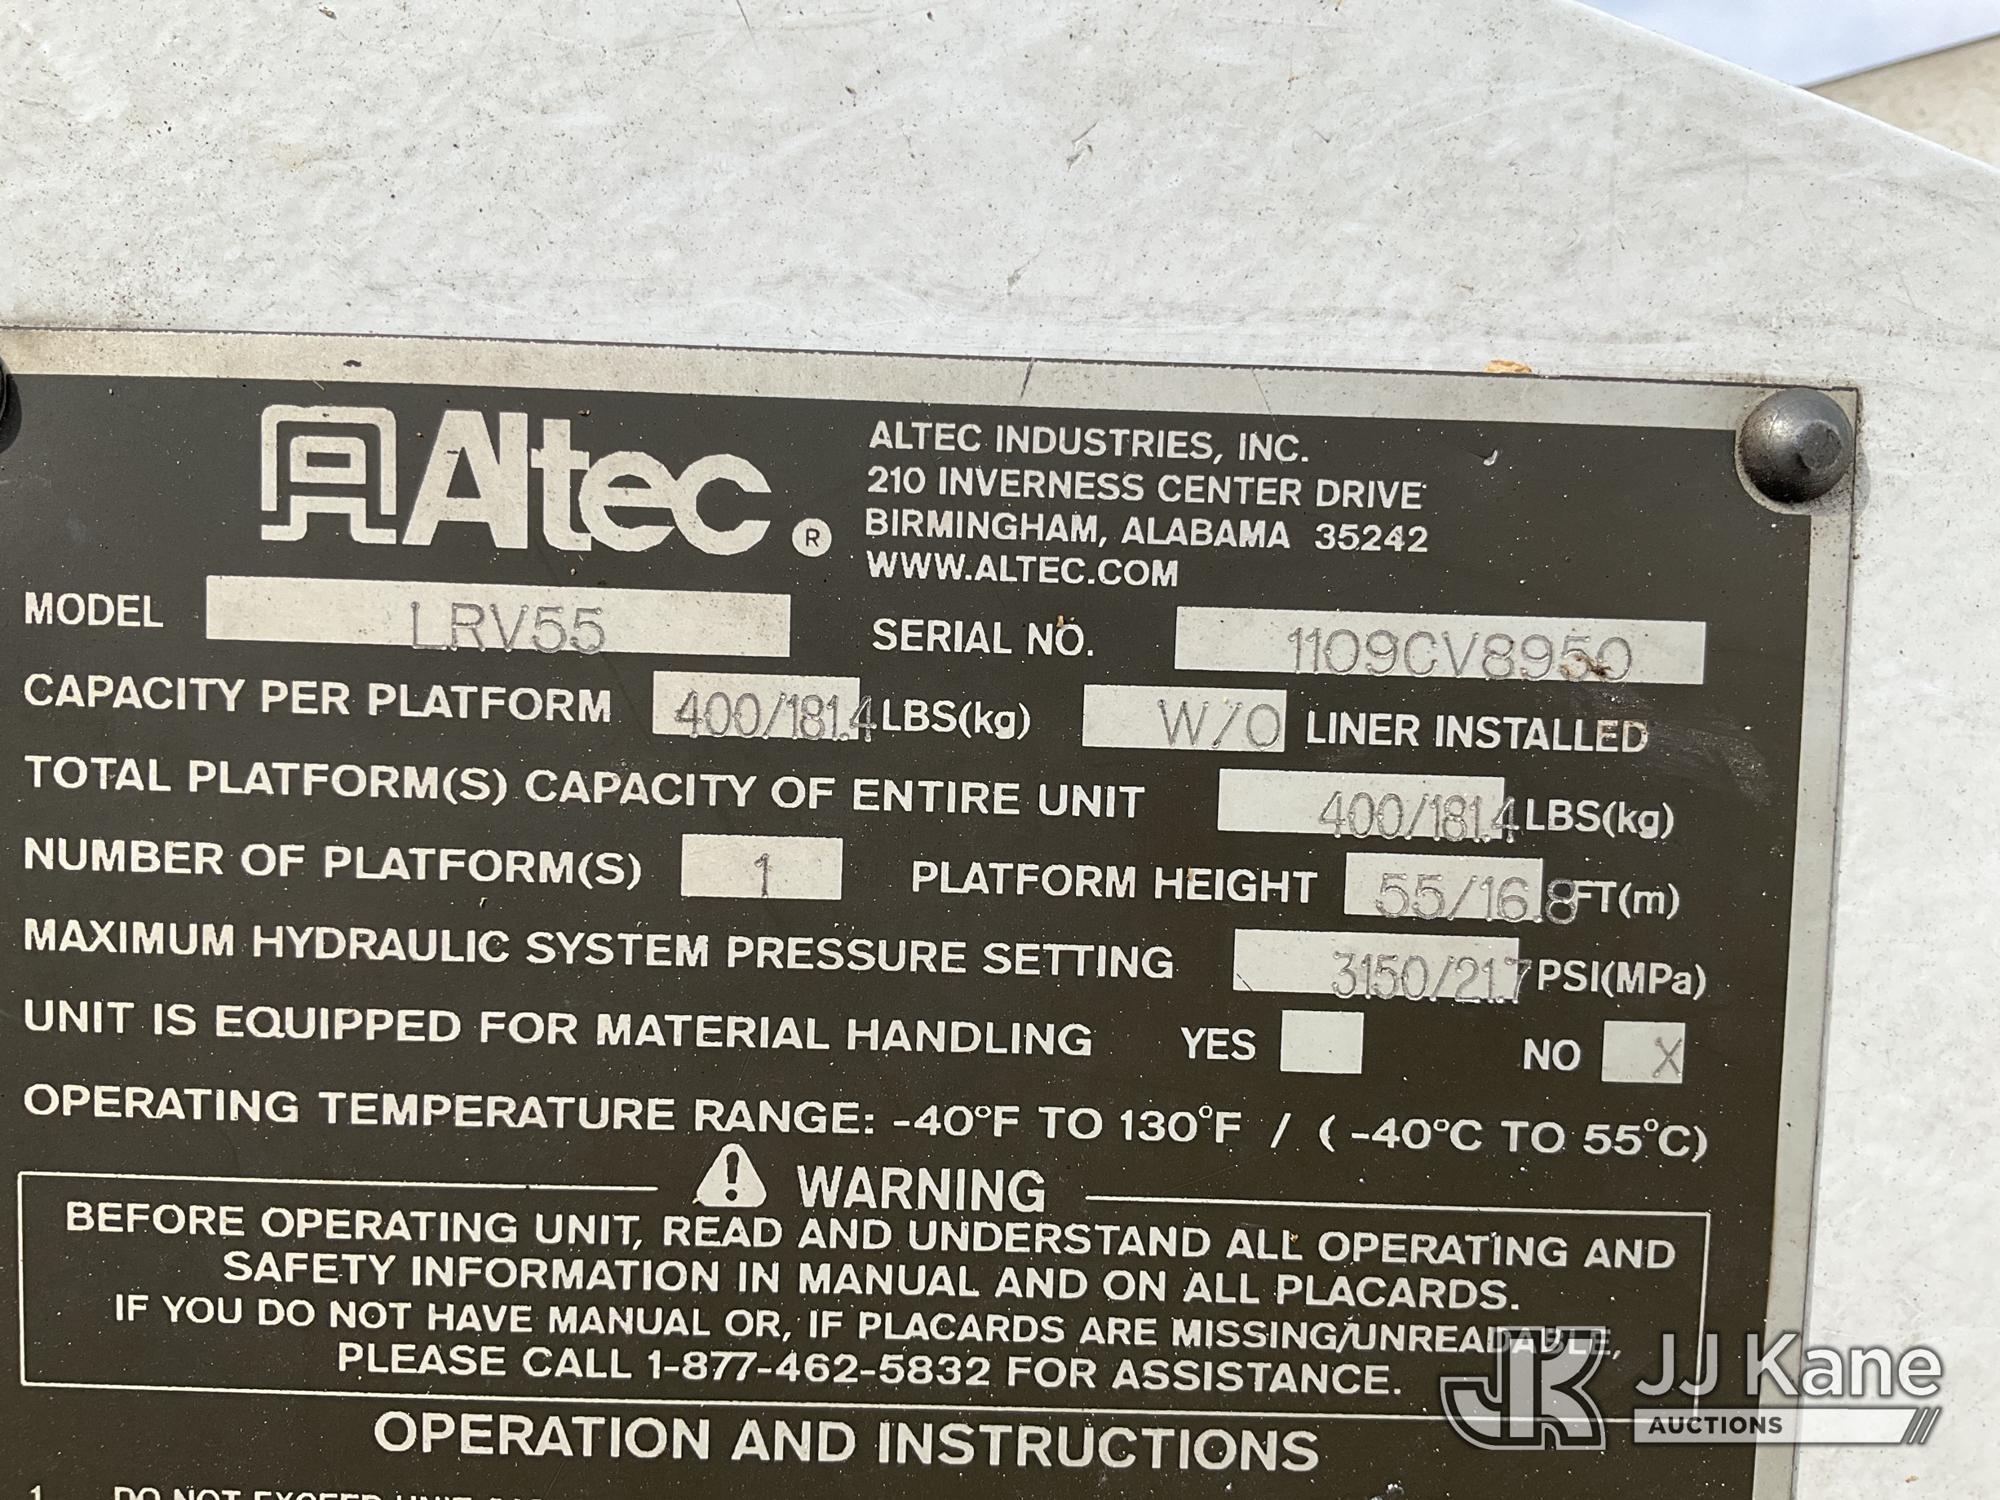 Altec ®
ALTEC INDUSTRIES, INC.
210 INVERNESS CENTER DRIVE
BIRMINGHAM, ALABAMA 35242
WWW.ALTEC.COM
MODEL LRV55 SERIAL NO. 1109CV8950
CAPACITY PER PLATFORM 400/181.4 LBS(kg) W/O LINER INSTALLED
TOTAL PLATFORM(S) CAPACITY OF ENTIRE UNIT 400/181.4 LBS(kg)
NUMBER OF PLATFORM(S) 1 PLATFORM HEIGHT 55/16.8 FT(m)
MAXIMUM HYDRAULIC SYSTEM PRESSURE SETTING 3150/21.7 PSI(MPa)
UNIT IS EQUIPPED FOR MATERIAL HANDLING YES NO X
OPERATING TEMPERATURE RANGE: -40°F TO 130°F / ( -40°C TO 55°C)
WARNING
BEFORE OPERATING UNIT, READ AND UNDERSTAND ALL OPERATING AND
SAFETY INFORMATION IN MANUAL AND ON ALL PLACARDS.
IF YOU DO NOT HAVE MANUAL OR, IF PLACARDS ARE MISSING/UNREADABLE,
PLEASE CALL 1-877-462-5832 FOR ASSISTANCE.
OPERATION AND INSTRUCTIONS
1. DO NOT EXCEED UNIT
JK JJ Kane
AUCTIONS